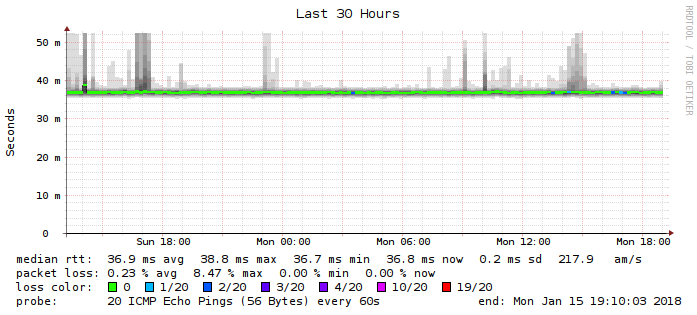 Last 30 Hours
RRDTOOL / TOBI OETIKER
Seconds
50 m
40 m
30 m
20 m
10 m
0
Sun 18:00 Mon 00:00 Mon 06:00 Mon 12:00 Mon 18:00
median rtt: 36.9 ms avg 38.8 ms max 36.7 ms min 36.8 ms now 0.2 ms sd 217.9 am/s
packet loss: 0.23 % avg 8.47 % max 0.00 % min 0.00 % now
loss color: 0 1/20 2/20 3/20 4/20 10/20 19/20
probe: 20 ICMP Echo Pings (56 Bytes) every 60s end: Mon Jan 15 19:10:03 2018